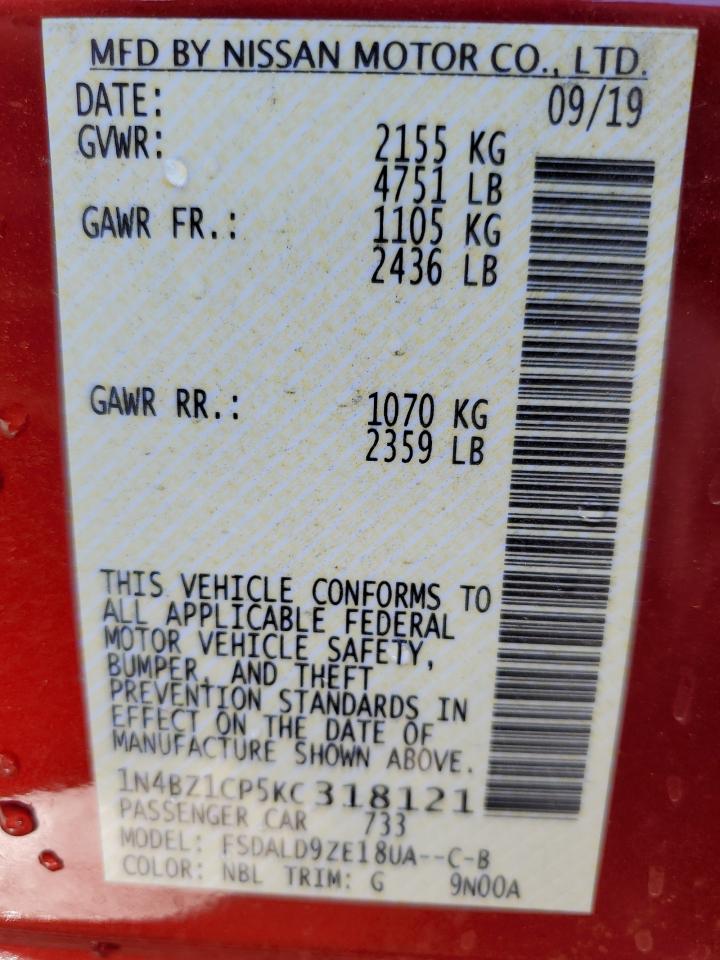 MFD BY NISSAN MOTOR CO., LTD.
DATE: 09/19
GVWR: 2155 KG
4751 LB
GAWR FR.: 1105 KG
2436 LB
GAWR RR.: 1070 KG
2359 LB
THIS VEHICLE CONFORMS TO
ALL APPLICABLE FEDERAL
MOTOR VEHICLE SAFETY,
BUMPER, AND THEFT
PREVENTION STANDARDS IN
EFFECT ON THE DATE OF
MANUFACTURE SHOWN ABOVE.
1N4BZ1CP5KC318121
PASSENGER CAR 733
MODEL: FSDALD9ZE18UA--C-B
COLOR: NBL TRIM: G 9N00A